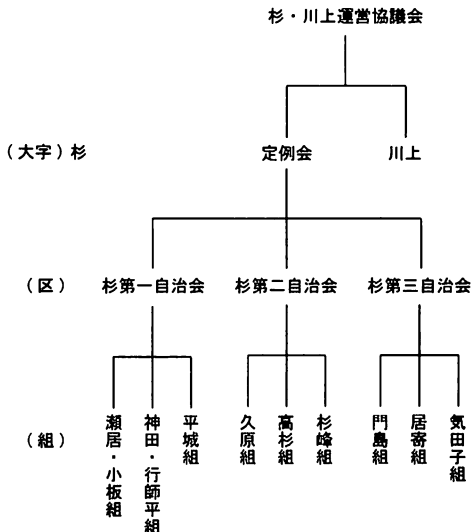 杉・川上運営協議会
(大字)杉
定例会
川上
(区)
杉第一自治会
杉第二自治会
杉第三自治会
(組)
瀬居・小板組
神田・行師平組
平城組
久原組
高杉組
杉峰組
門島組
居寄組
気田子組